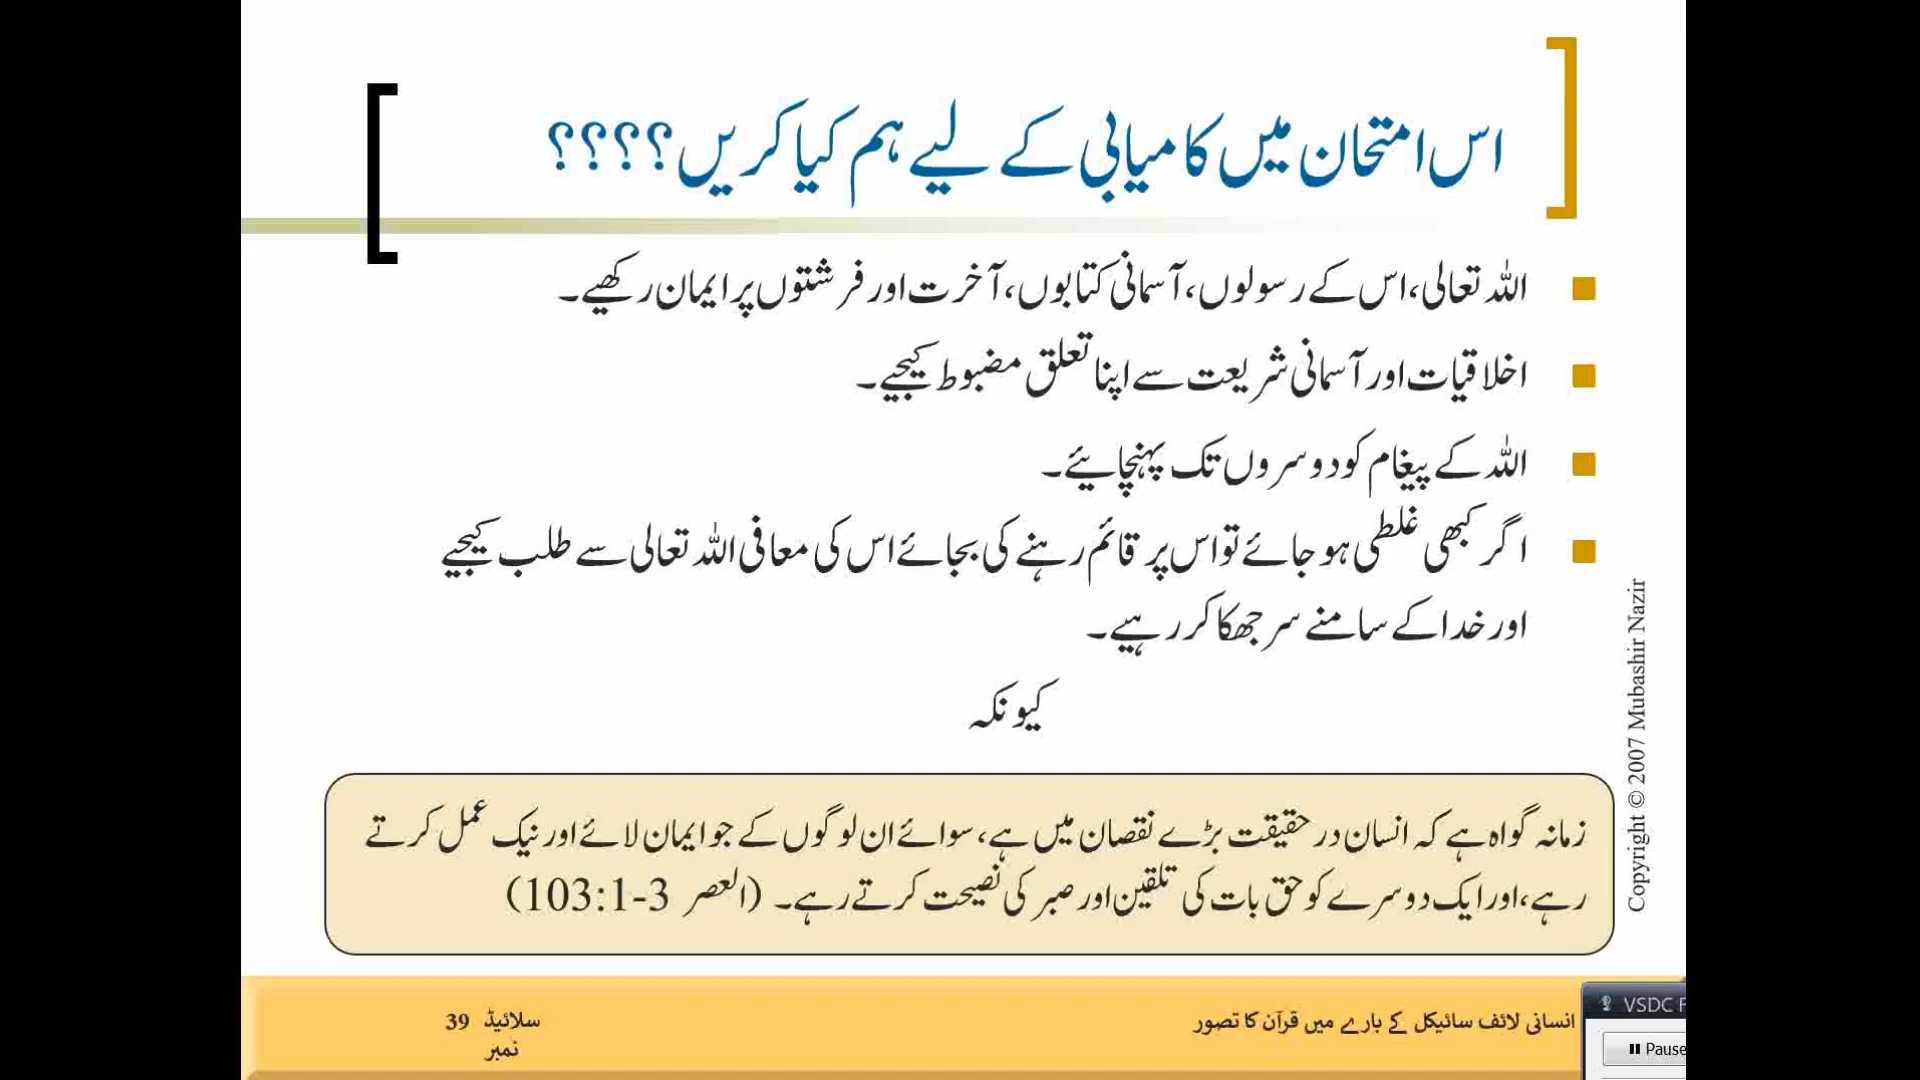 اس امتحان میں کامیابی کے لیے ہم کیا کریں؟؟؟؟
اللہ تعالی، اس کے رسولوں، آسمانی کتابوں، آخرت اور فرشتوں پر ایمان رکھیے۔
اخلاقیات اور آسمانی شریعت سے اپنا تعلق مضبوط کیجیے۔
اللہ کے پیغام کو دوسروں تک پہنچایئے۔
اگر کبھی غلطی ہو جائے تو اس پر قائم رہنے کی بجائے اس کی معافی اللہ تعالی سے طلب کیجیے
اور خدا کے سامنے سر جھکا کر رہیے۔
کیونکہ
زمانہ گواہ ہے کہ انسان در حقیقت بڑے نقصان میں ہے، سوائے ان لوگوں کے جو ایمان لائے اور نیک عمل کرتے
رہے، اور ایک دوسرے کو حق بات کی تلقین اور صبر کی نصیحت کرتے رہے۔ (العصر 3-103:1)
Copyright © 2007 Mubashir Nazir
انسانی لائف سائیکل کے بارے میں قرآن کا تصور
سلائیڈ 39
نمبر
VSDC F
Pause